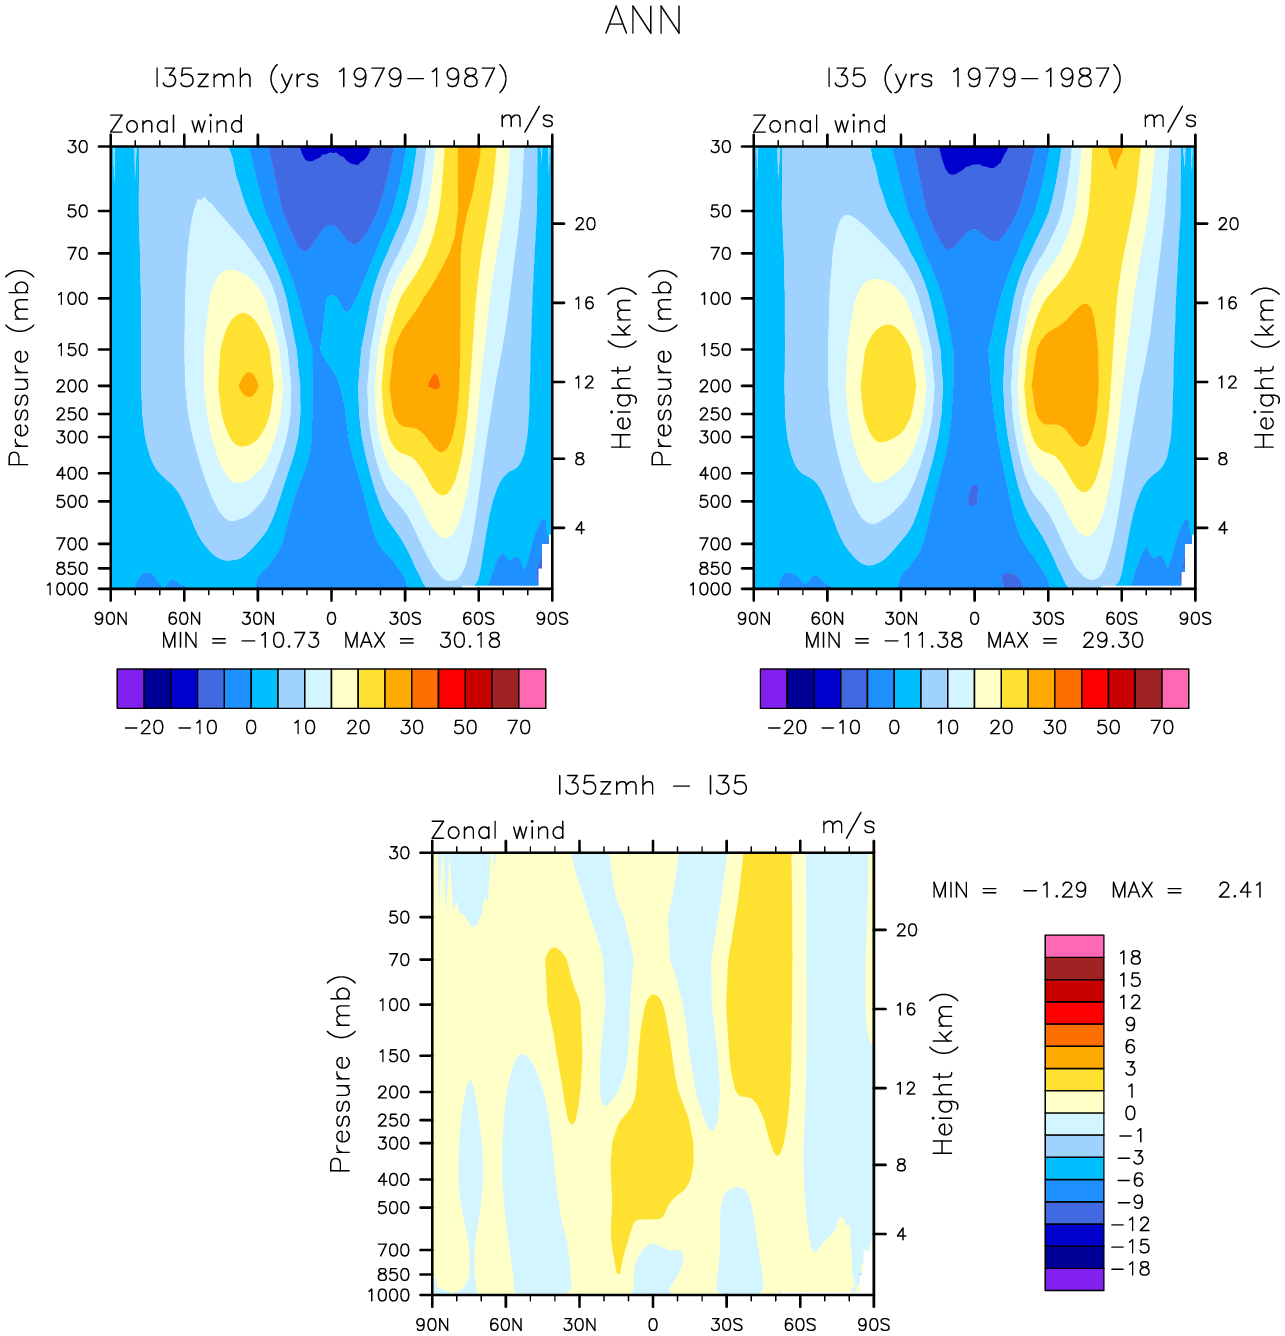 ANN
l35zmh (yrs 1979−1987)
l35 (yrs 1979−1987)
Zonal wind
m/s
Zonal wind
m/s
Pressure (mb)
30
50
70
100
150
200
250
300
400
500
700
850
1000
20
16
12
8
4
Height (km)
90N 60N 30N 0 30S 60S 90S
MIN = −10.73 MAX = 30.18
−20 −10 0 10 20 30 50 70
Pressure (mb)
30
50
70
100
150
200
250
300
400
500
700
850
1000
20
16
12
8
4
Height (km)
90N 60N 30N 0 30S 60S 90S
MIN = −11.38 MAX = 29.30
−20 −10 0 10 20 30 50 70
l35zmh − l35
Zonal wind
m/s
Pressure (mb)
30
50
70
100
150
200
250
300
400
500
700
850
1000
20
16
12
8
4
Height (km)
90N 60N 30N 0 30S 60S 90S
MIN = −1.29 MAX = 2.41
18
15
12
9
6
3
1
0
−1
−3
−6
−9
−12
−15
−18